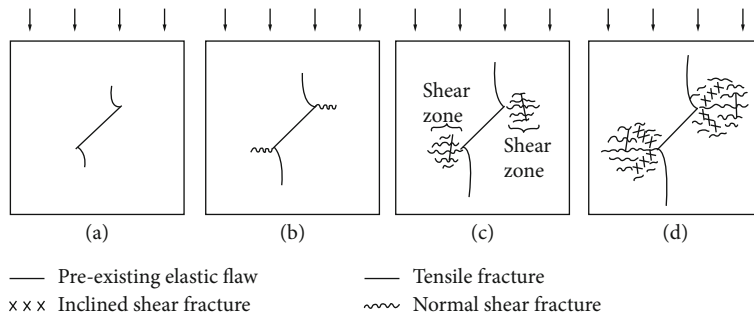 Shear
zone
Shear
zone
(a)
(b)
(c)
(d)
Pre-existing elastic flaw
Tensile fracture
x x x Inclined shear fracture
Normal shear fracture